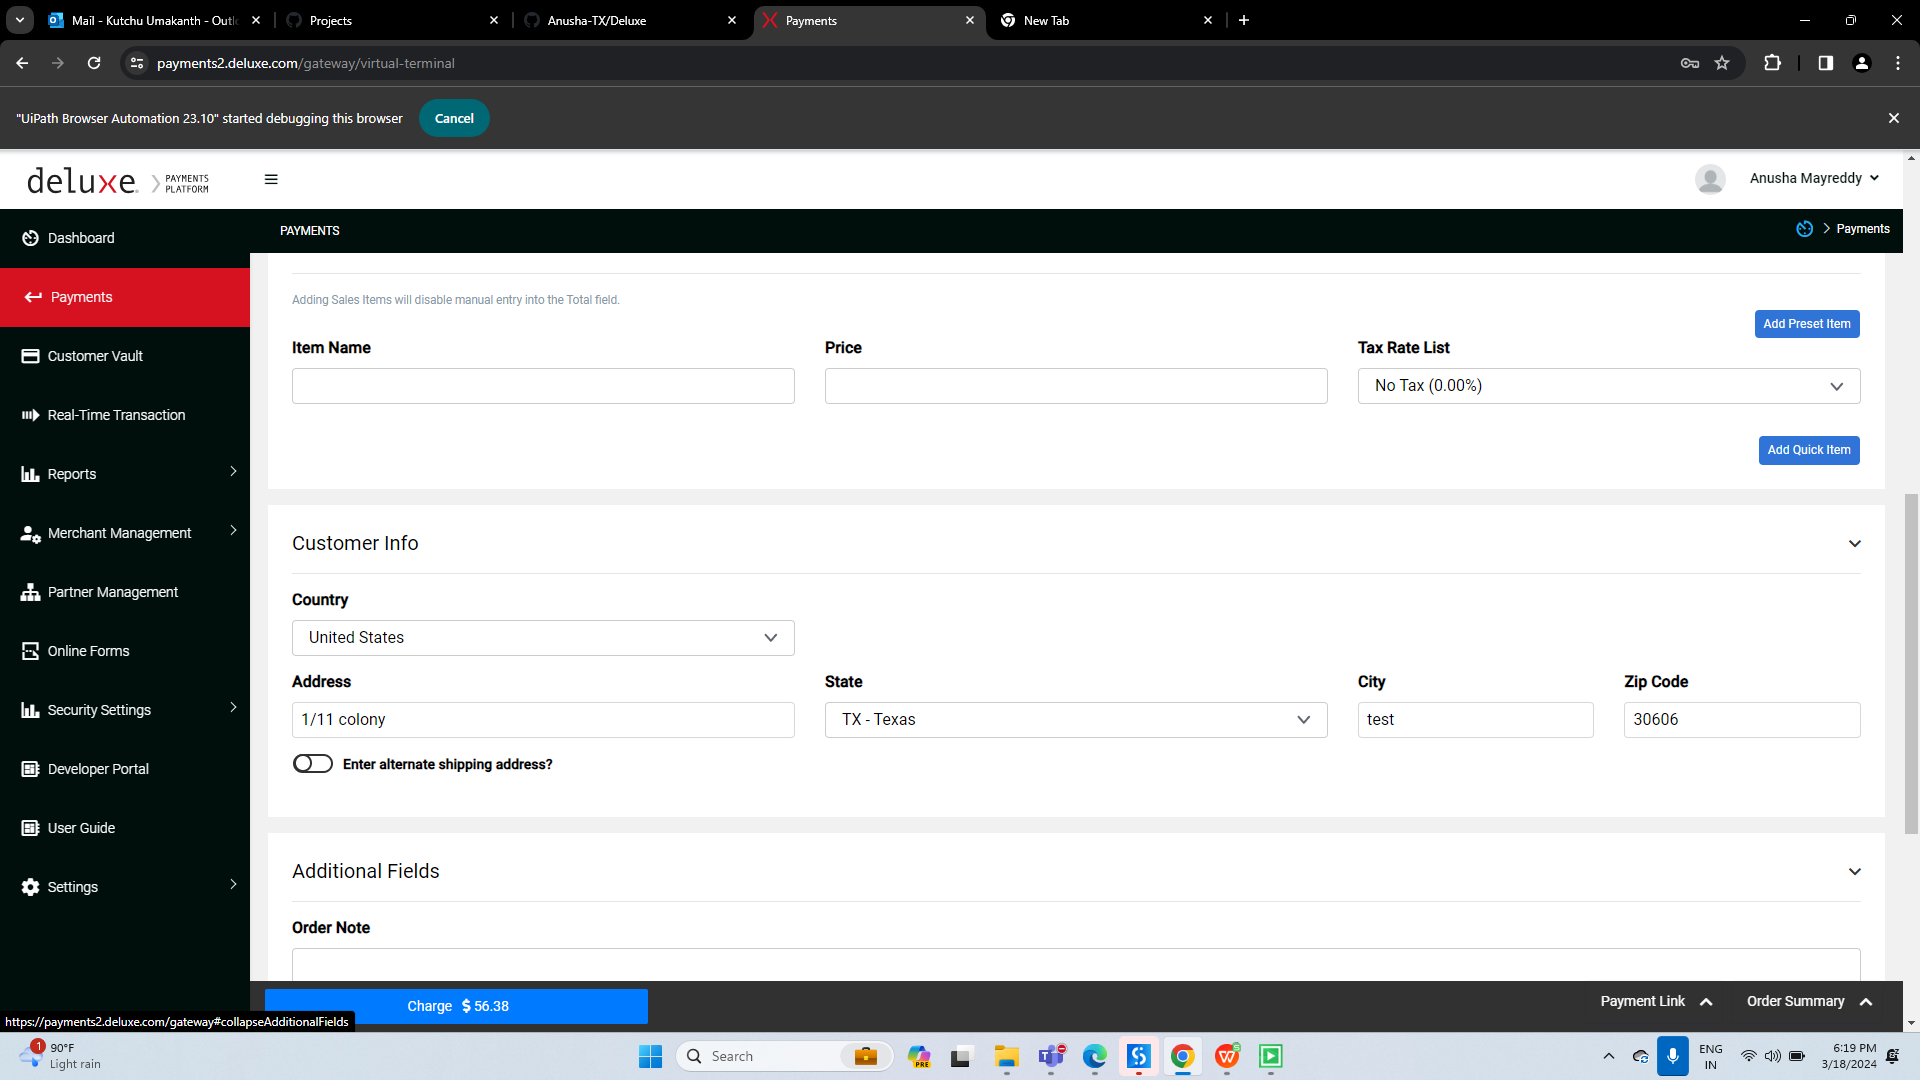 Mail - Kutchu Umakanth - Outlo
Projects
Anusha-TX/Deluxe
Payments
New Tab
payments2.deluxe.com/gateway/virtual-terminal
"UiPath Browser Automation 23.10" started debugging this browser
Cancel
deluxe.
PAYMENTS
PLATFORM
Anusha Mayreddy
Dashboard
PAYMENTS
Payments
Payments
Adding Sales Items will disable manual entry into the Total field.
Add Preset Item
Item Name
Price
Tax Rate List
No Tax (0.00%)
Customer Vault
Real-Time Transaction
Add Quick Item
Reports
Merchant Management
Customer Info
Partner Management
Country
United States
Online Forms
Address
State
City
Zip Code
1/11 colony
TX - Texas
test
30606
Security Settings
Enter alternate shipping address?
Developer Portal
User Guide
Additional Fields
Settings
Order Note
Charge $ 56.38
Payment Link
Order Summary
https://payments2.deluxe.com/gateway#collapseAdditionalFields
1
90°F
Light rain
Search
PRE
ENG
IN
6:19 PM
3/18/2024